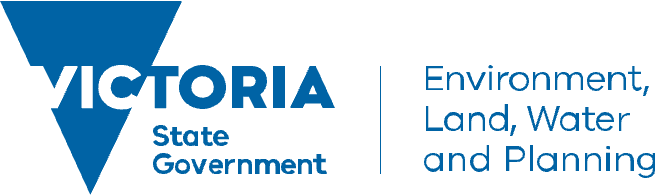 VICTORIA
State
Government
Environment,
Land, Water
and Planning